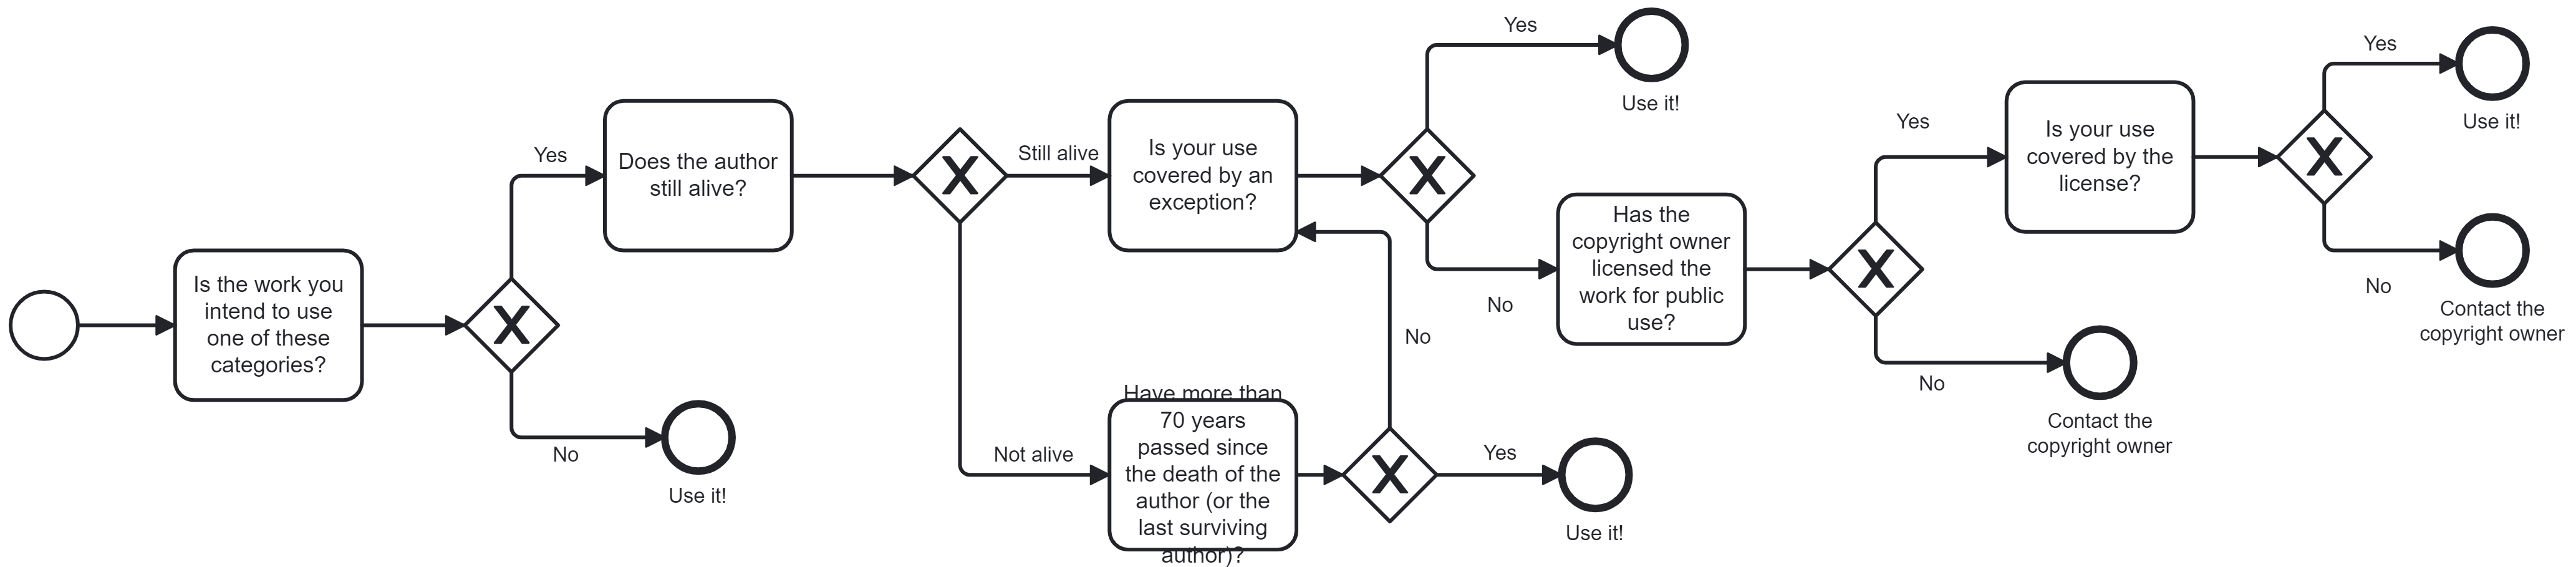 Is the work you
intend to use
one of these
categories?
Yes
No
Use it!
Does the author
still alive?
Still alive
Not alive
Is your use
covered by an
exception?
Have more than
70 years
passed since
the death of the
author (or the
last surviving
author)?
No
Yes
Use it!
Yes
Use it!
No
Has the
copyright owner
licensed the
work for public
use?
Yes
No
Contact the
copyright owner
Is your use
covered by the
license?
Yes
Use it!
No
Contact the
copyright owner